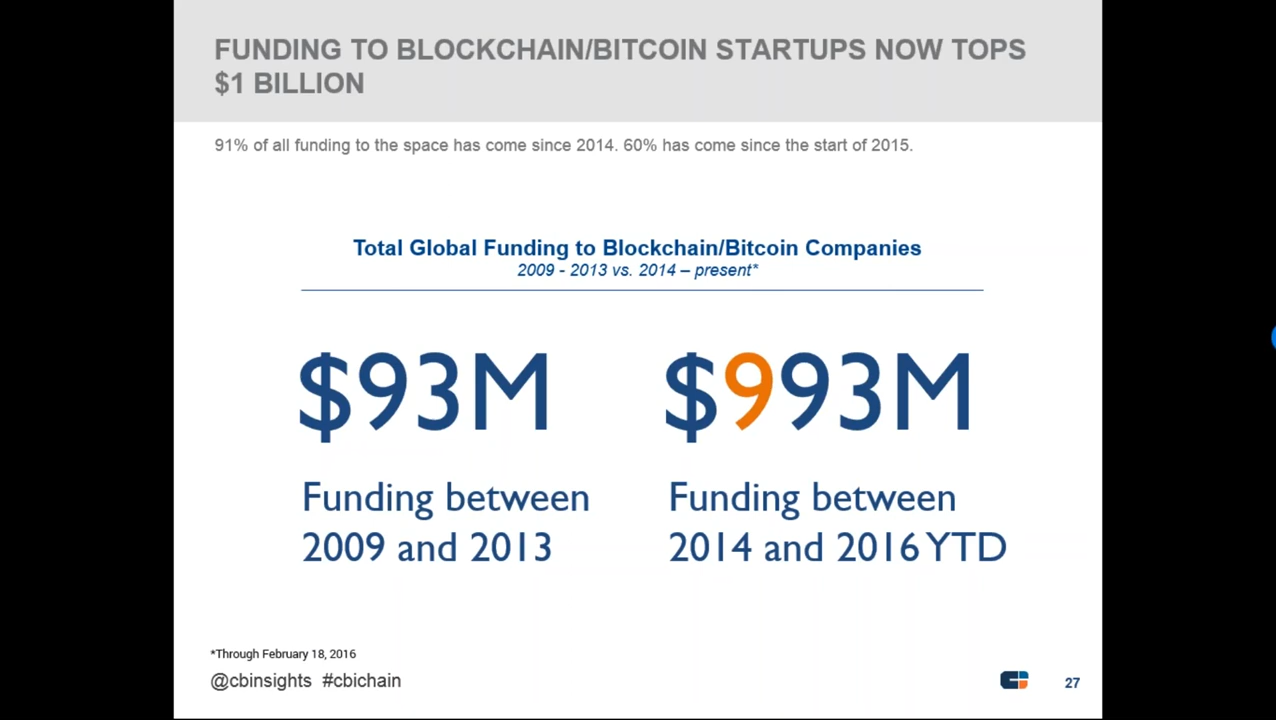 FUNDING TO BLOCKCHAIN/BITCOIN STARTUPS NOW TOPS
$1 BILLION
91% of all funding to the space has come since 2014. 60% has come since the start of 2015.
Total Global Funding to Blockchain/Bitcoin Companies
2009 - 2013 vs. 2014 – present*
$93M
Funding between
2009 and 2013
$993M
Funding between
2014 and 2016 YTD
*Through February 18, 2016
@cbinsights #cbichain
27